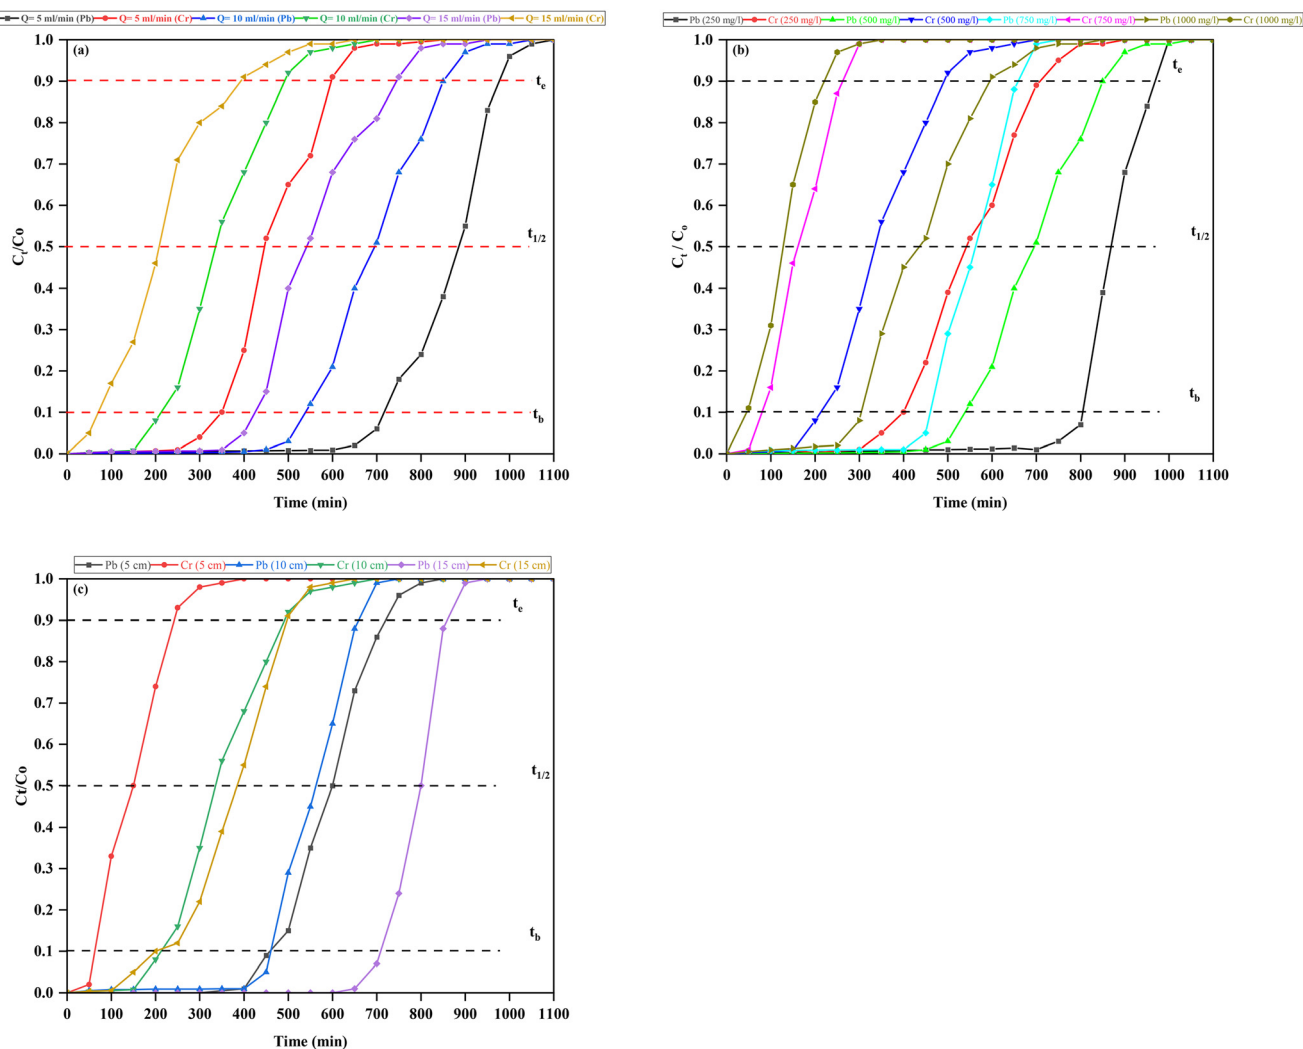 Q= 5 ml/min (Pb) Q= 5 ml/min (Cr) Q= 10 ml/min (Pb) Q= 10 ml/min (Cr) Q= 15 ml/min (Pb) Q= 15 ml/min (Cr)
(a)
1.0
0.9
0.8
0.7
0.6
0.5
0.4
0.3
0.2
0.1
0.0
te
t1/2
tb
Ct/Co
0 100 200 300 400 500 600 700 800 900 1000 1100
Time (min)
Pb (250 mg/l) Cr (250 mg/l) Pb (500 mg/l) Cr (500 mg/l) Pb (750 mg/l) Cr (750 mg/l) Pb (1000 mg/l) Cr (1000 mg/l)
(b)
1.0
0.9
0.8
0.7
0.6
0.5
0.4
0.3
0.2
0.1
0.0
te
t1/2
tb
Ct / Co
0 100 200 300 400 500 600 700 800 900 1000 1100
Time (min)
Pb (5 cm) Cr (5 cm) Pb (10 cm) Cr (10 cm) Pb (15 cm) Cr (15 cm)
(c)
1.0
0.9
0.8
0.7
0.6
0.5
0.4
0.3
0.2
0.1
0.0
te
t1/2
tb
Ct/Co
0 100 200 300 400 500 600 700 800 900 1000 1100
Time (min)